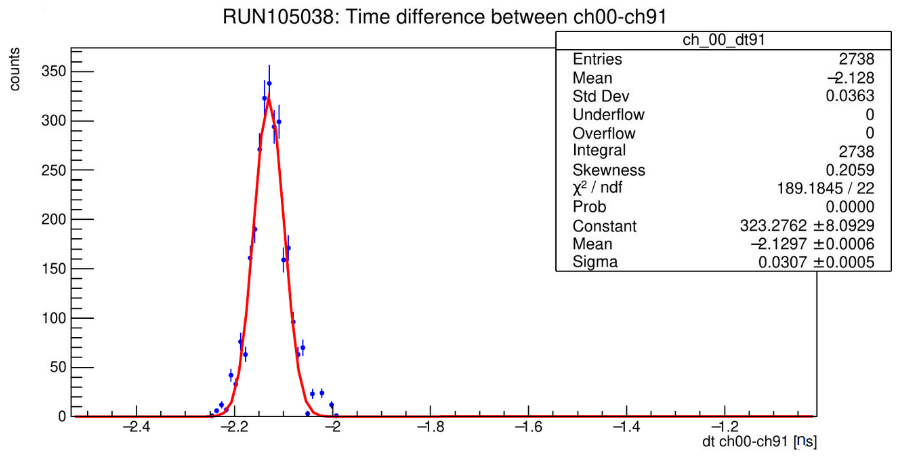 RUN105038: Time difference between ch00-ch91
counts
ch_00_dt91
Entries 2738
Mean −2.128
Std Dev 0.0363
Underflow 0
Overflow 0
Integral 2738
Skewness 0.2059
χ² / ndf 189.1845 / 22
Prob 0.0000
Constant 323.2762 ±8.0929
Mean −2.1297 ±0.0006
Sigma 0.0307 ±0.0005
350
300
250
200
150
100
50
0
−2.4 −2.2 −2 −1.8 −1.6 −1.4 −1.2
dt ch00-ch91 [ns]